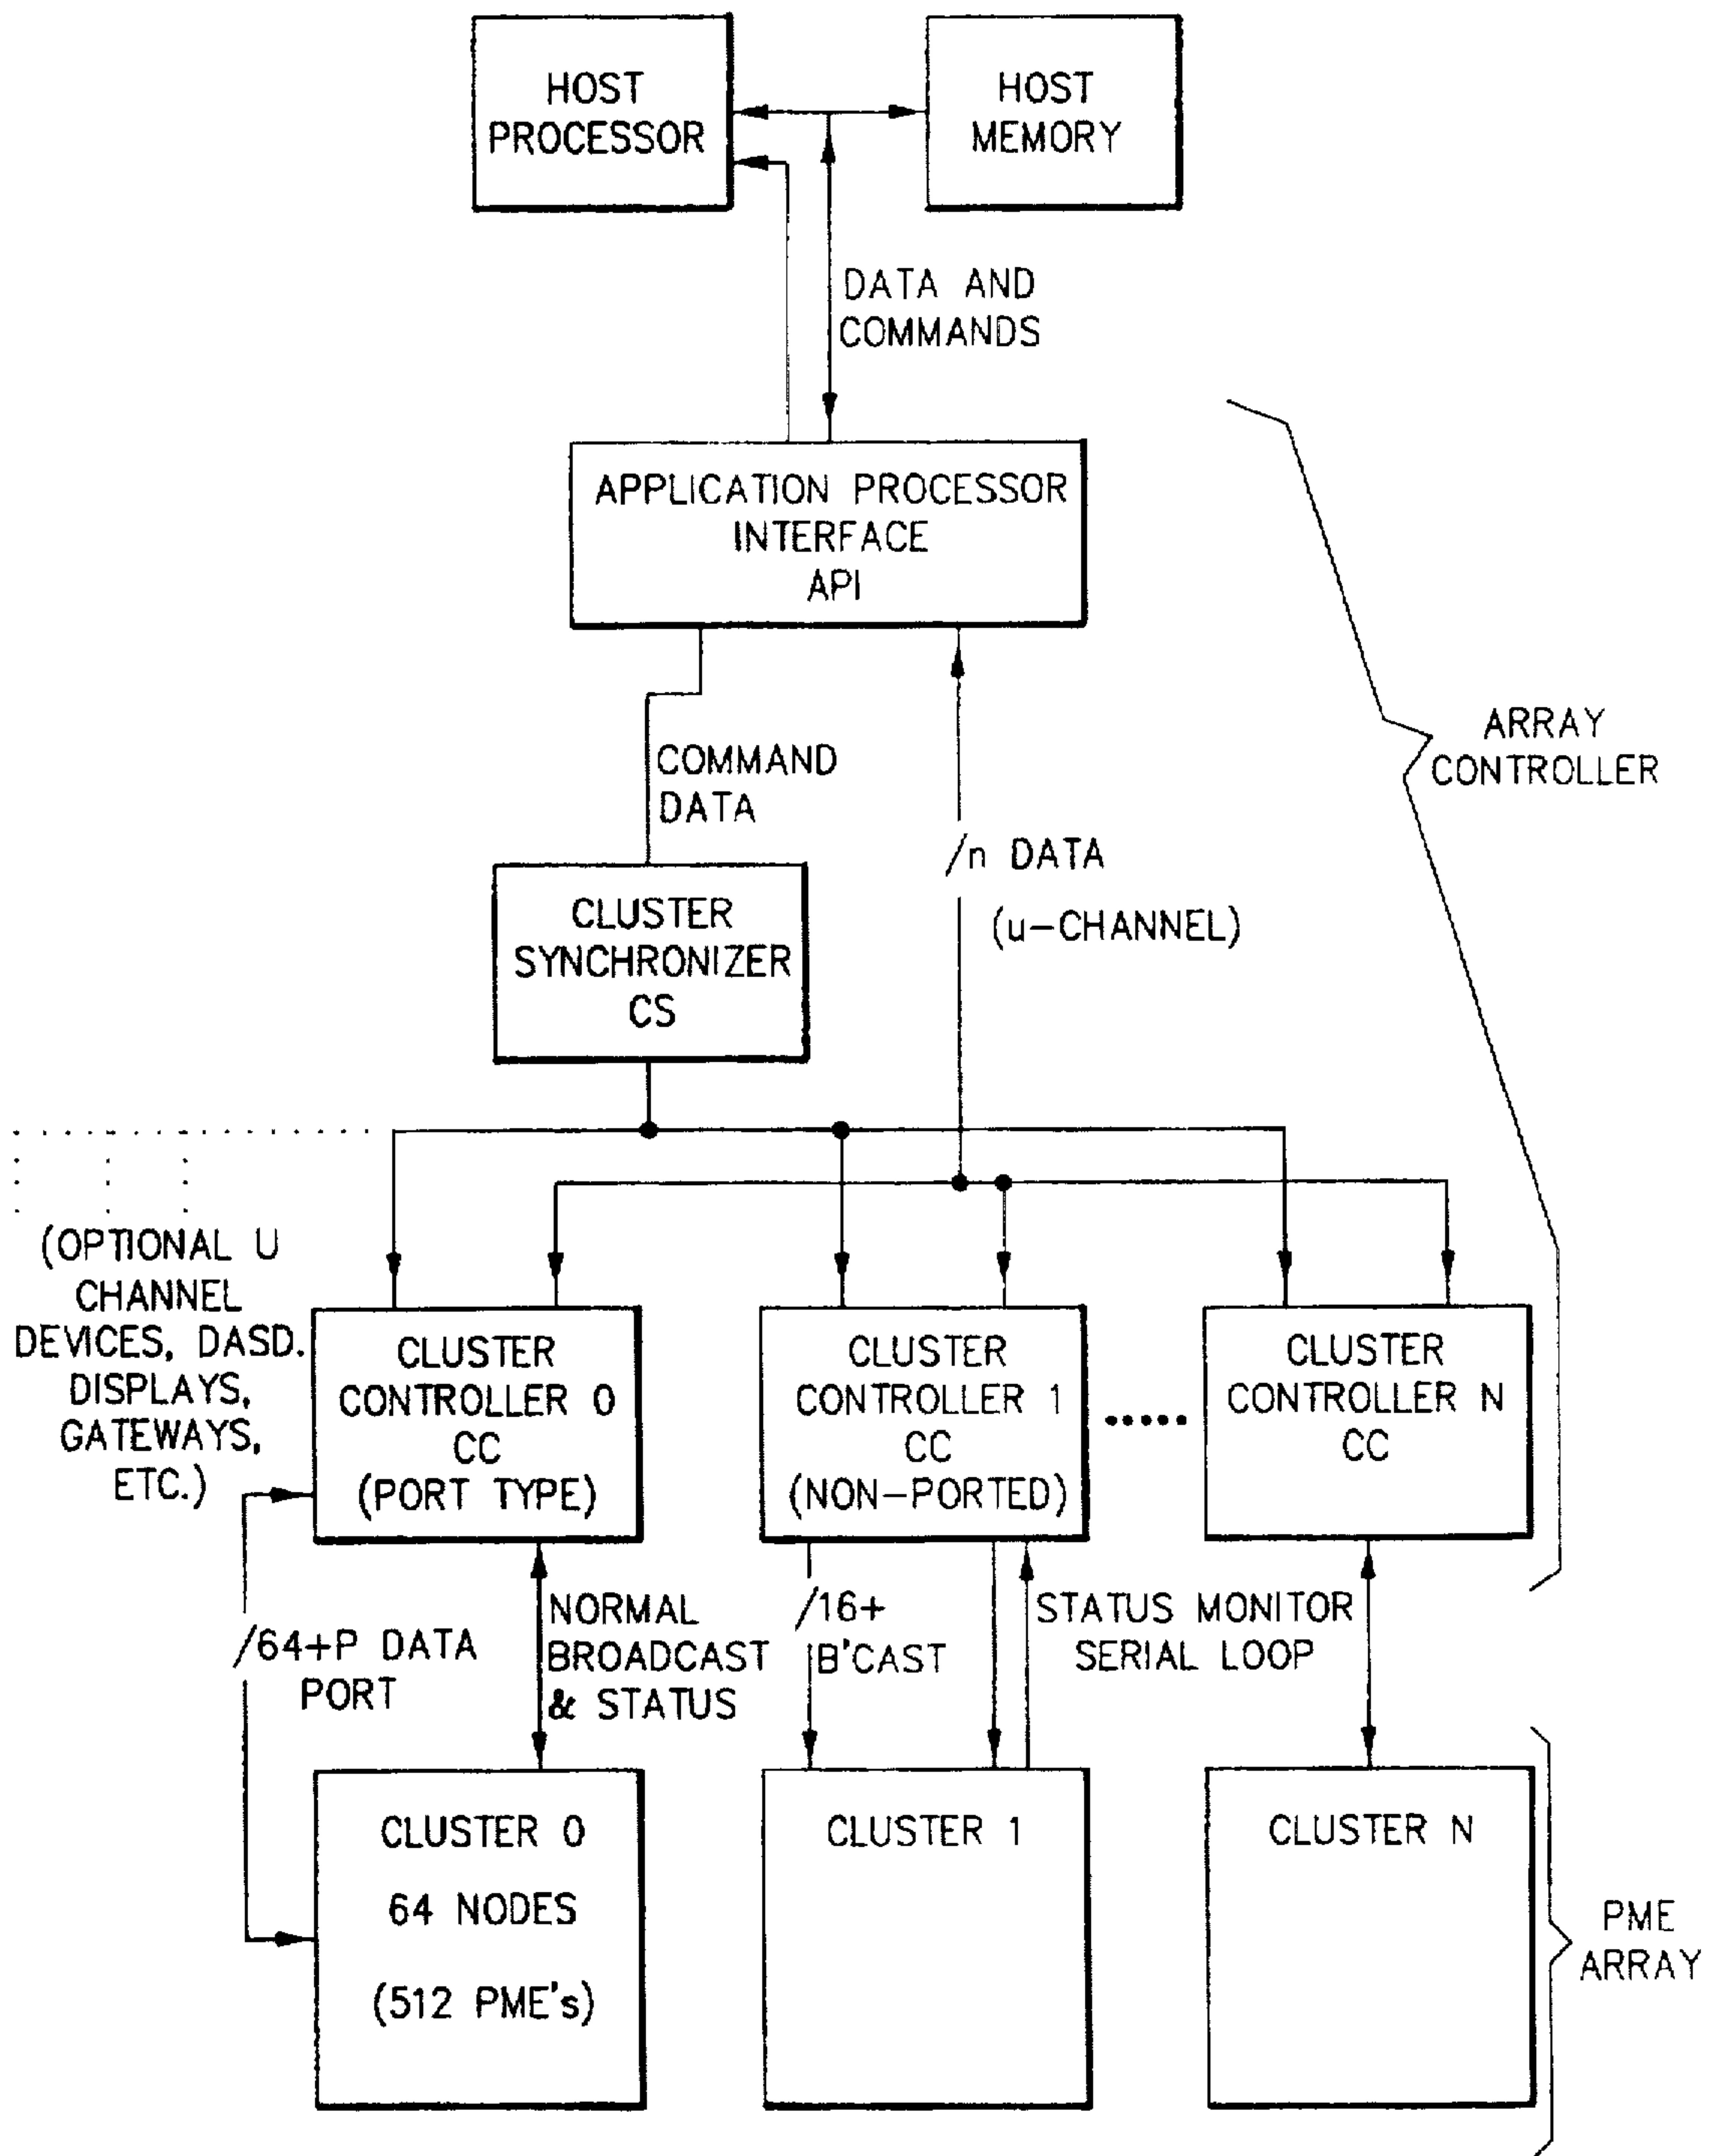 HOST
PROCESSOR
HOST
MEMORY
DATA AND
COMMANDS
APPLICATION PROCESSOR
INTERFACE
API
ARRAY
CONTROLLER
COMMAND
DATA
/n DATA
(u-CHANNEL)
CLUSTER
SYNCHRONIZER
CS
(OPTIONAL U
CHANNEL
DEVICES, DASD.
DISPLAYS,
GATEWAYS,
ETC.)
CLUSTER
CONTROLLER 0
CC
(PORT TYPE)
CLUSTER
CONTROLLER 1
CC
(NON-PORTED)
CLUSTER
CONTROLLER N
CC
/64+P DATA
PORT
NORMAL
BROADCAST
& STATUS
/16+
B'CAST
STATUS MONITOR
SERIAL LOOP
CLUSTER 0
64 NODES
(512 PME's)
CLUSTER 1
CLUSTER N
PME
ARRAY